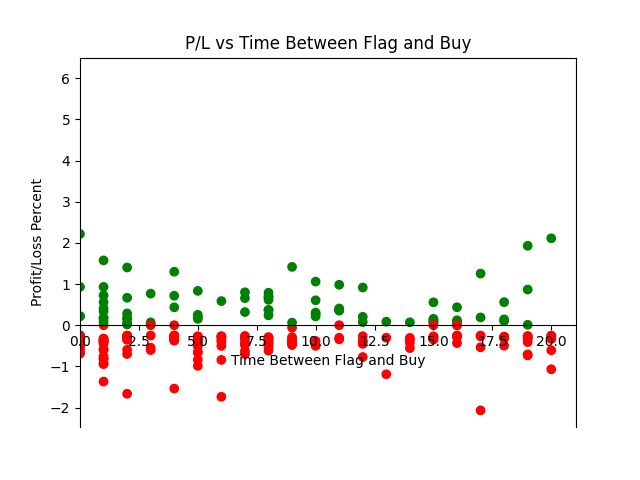 P/L vs Time Between Flag and Buy
6
5
4
3
2
1
0
−1
−2
Profit/Loss Percent
0.0 2.5 5.0 7.5 10.0 12.5 15.0 17.5 20.0
Time Between Flag and Buy